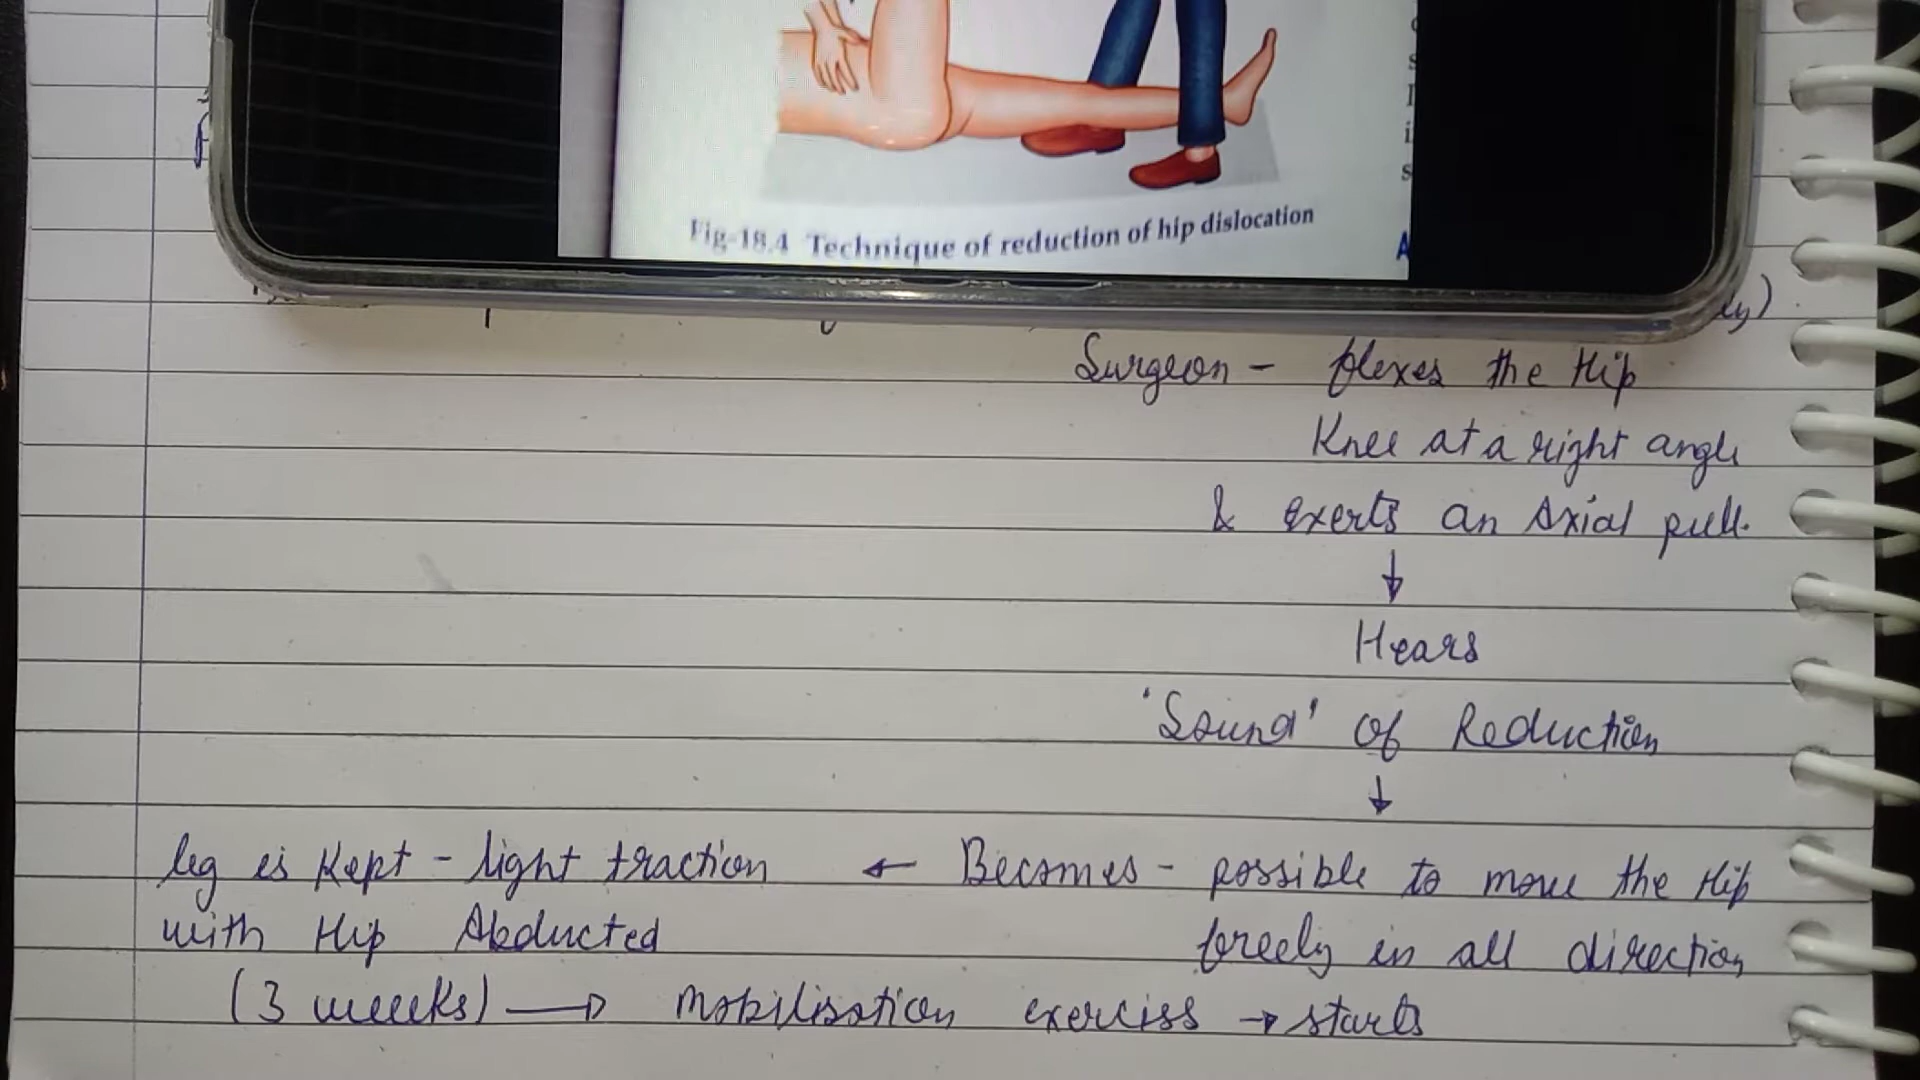 Fig-18.4 Technique of reduction of hip dislocation
A
Surgeon - flexes the Hip
Knee at a right angle
& exerts an Axial pull.
↓
Hears
'Sound' of Reduction
↓
leg is Kept - light traction ← Becomes - possible to move the Hip
with Hip Abducted freely in all direction
(3 weeeks) → mobilisation exerciss → starts